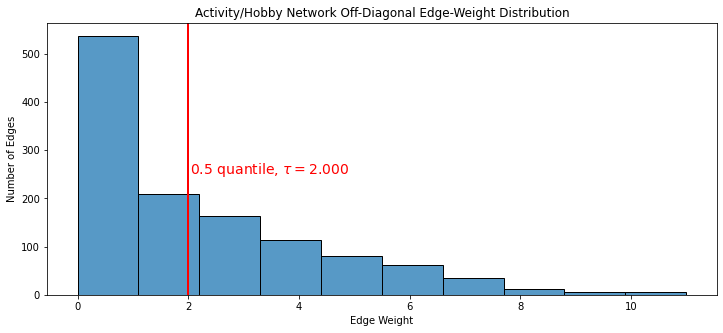 Activity/Hobby Network Off-Diagonal Edge-Weight Distribution
Number of Edges
500
400
300
200
100
0
0.5 quantile, τ = 2.000
0 2 4 6 8 10
Edge Weight